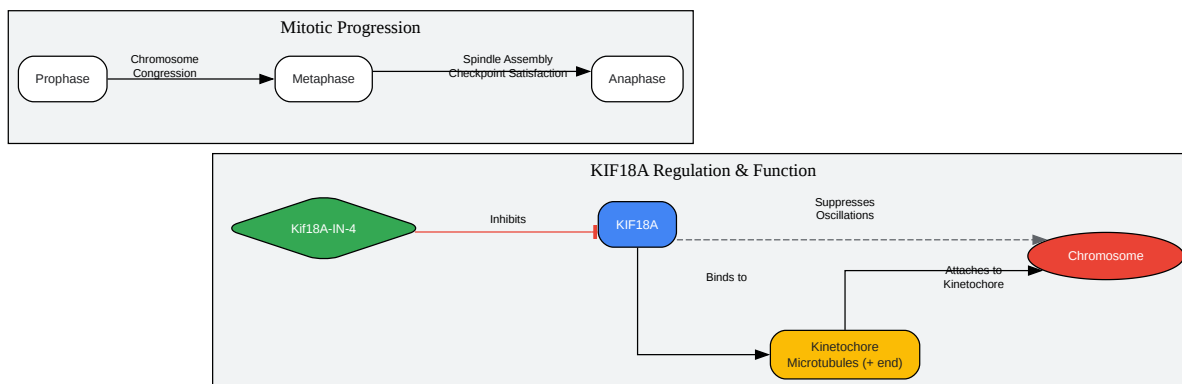 Mitotic Progression
Prophase
Chromosome
Congression
Metaphase
Spindle Assembly
Checkpoint Satisfaction
Anaphase
KIF18A Regulation & Function
Kif18A-IN-4
Inhibits
KIF18A
Suppresses
Oscillations
Chromosome
Binds to
Attaches to
Kinetochore
Kinetochore
Microtubules (+ end)